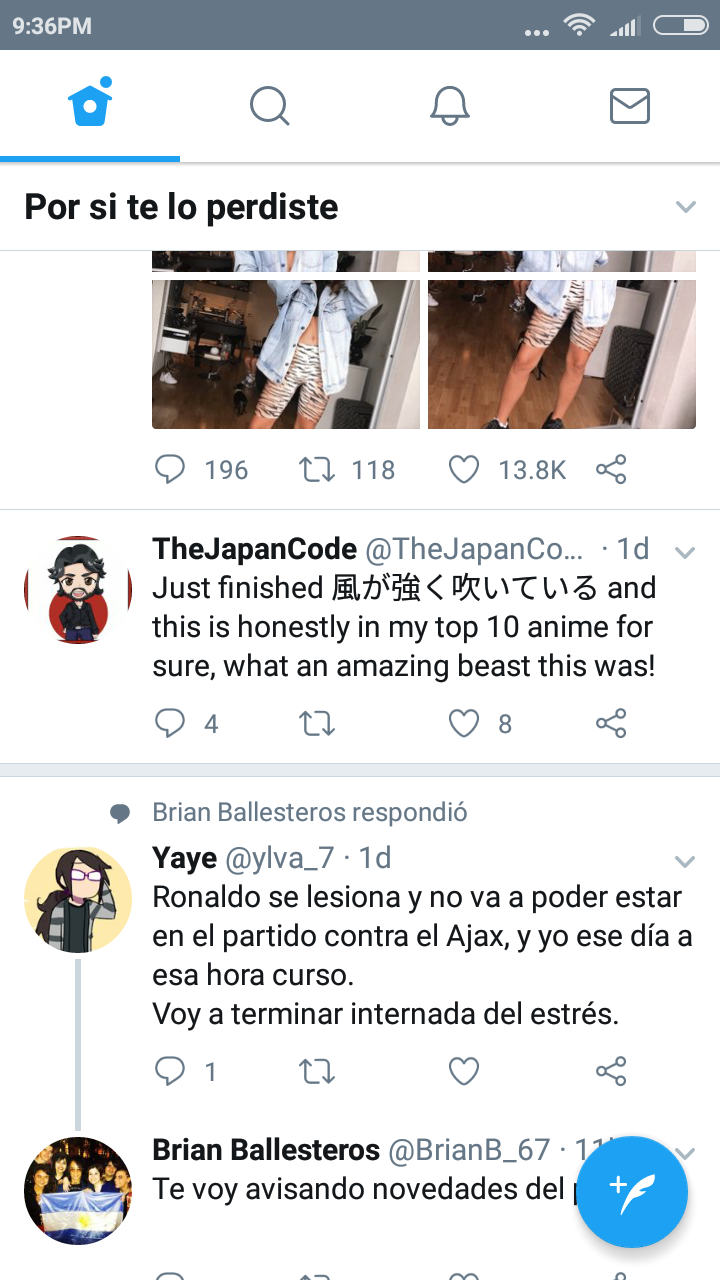 9:36PM
Por si te lo perdiste
196 118 13.8K
TheJapanCode @TheJapanCo... · 1d
Just finished 風が強く吹いている and
this is honestly in my top 10 anime for
sure, what an amazing beast this was!
4 8
Brian Ballesteros respondió
Yaye @ylva_7 · 1d
Ronaldo se lesiona y no va a poder estar
en el partido contra el Ajax, y yo ese día a
esa hora curso.
Voy a terminar internada del estrés.
1
Brian Ballesteros @BrianB_67 ·
Te voy avisando novedades del